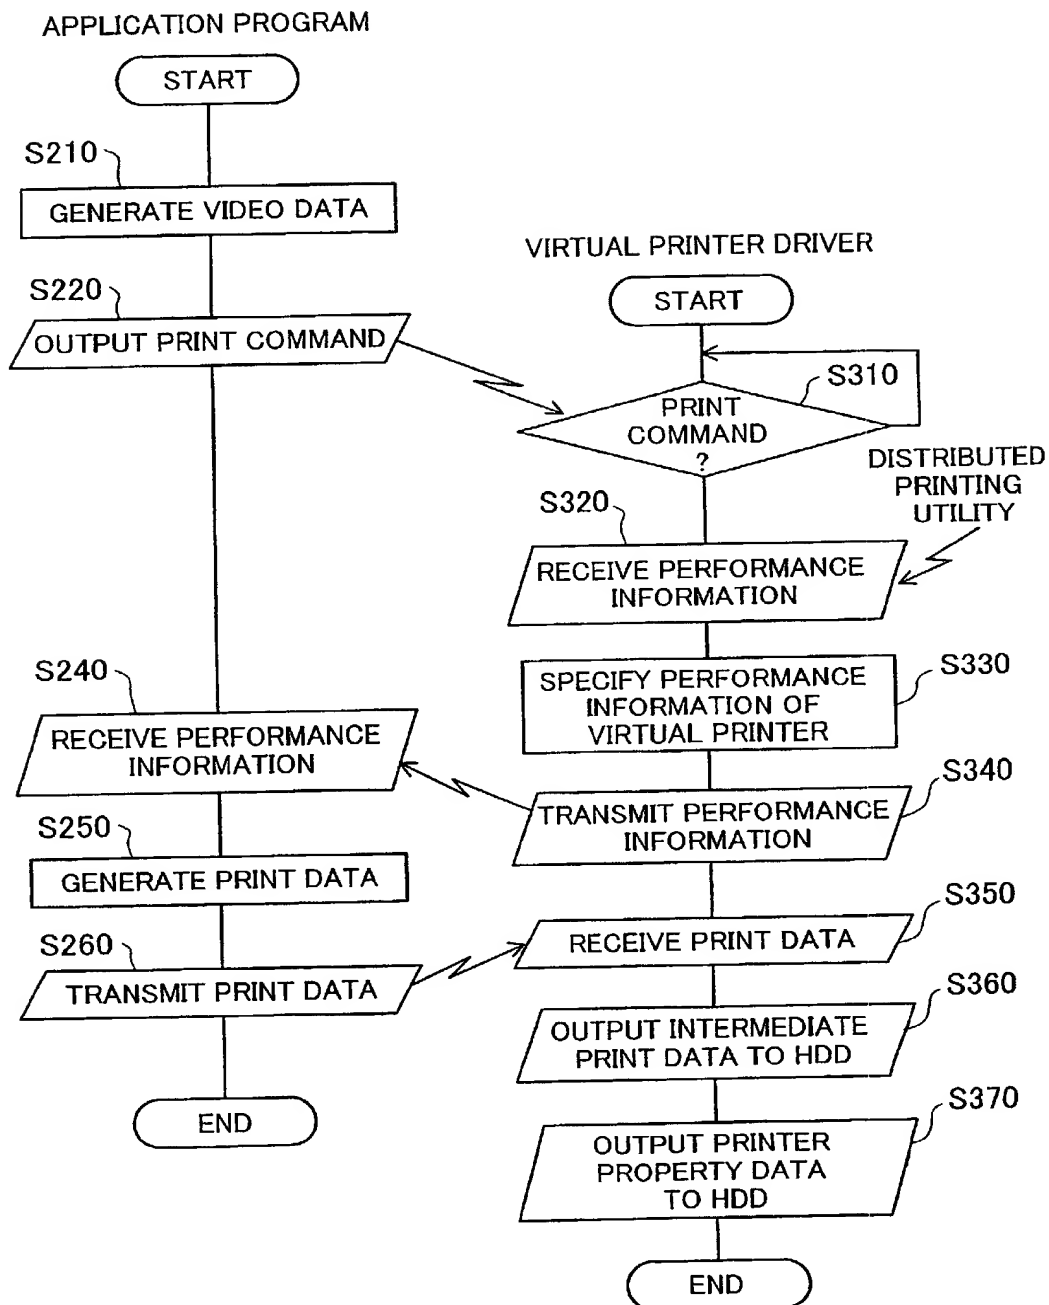 APPLICATION PROGRAM
START
S210
GENERATE VIDEO DATA
S220
OUTPUT PRINT COMMAND
S240
RECEIVE PERFORMANCE
INFORMATION
S250
GENERATE PRINT DATA
S260
TRANSMIT PRINT DATA
END
VIRTUAL PRINTER DRIVER
START
S310
PRINT
COMMAND
?
DISTRIBUTED
PRINTING
UTILITY
S320
RECEIVE PERFORMANCE
INFORMATION
S330
SPECIFY PERFORMANCE
INFORMATION OF
VIRTUAL PRINTER
S340
TRANSMIT PERFORMANCE
INFORMATION
S350
RECEIVE PRINT DATA
S360
OUTPUT INTERMEDIATE
PRINT DATA TO HDD
S370
OUTPUT PRINTER
PROPERTY DATA
TO HDD
END